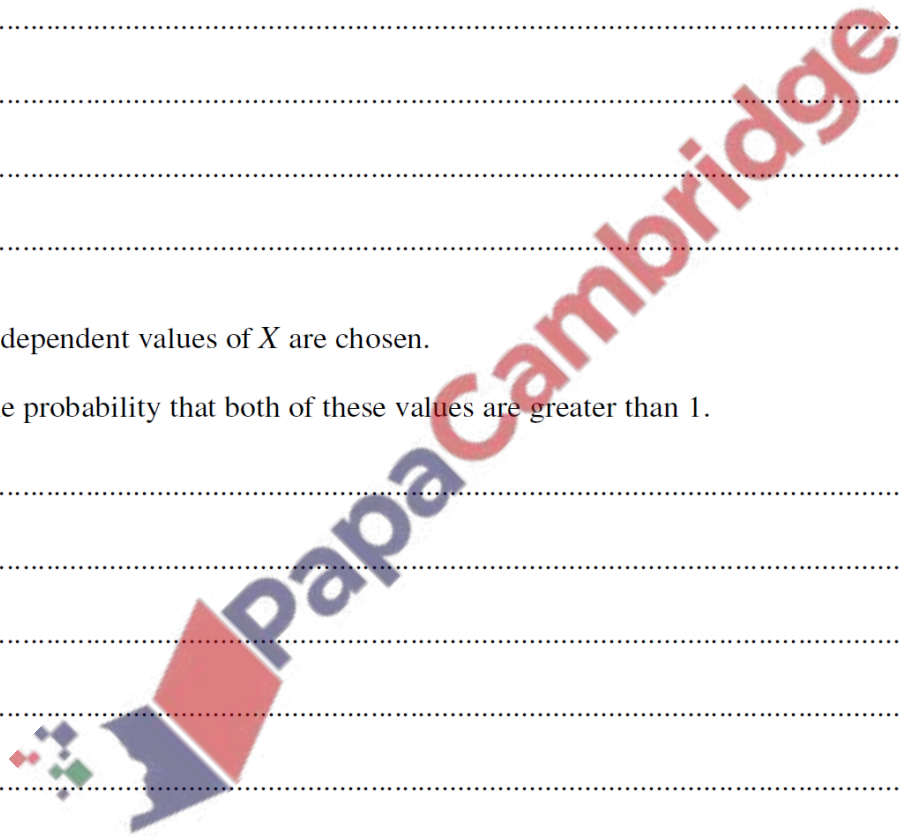 dependent values of X are chosen.
e probability that both of these values are greater than 1.
PapaCambridge